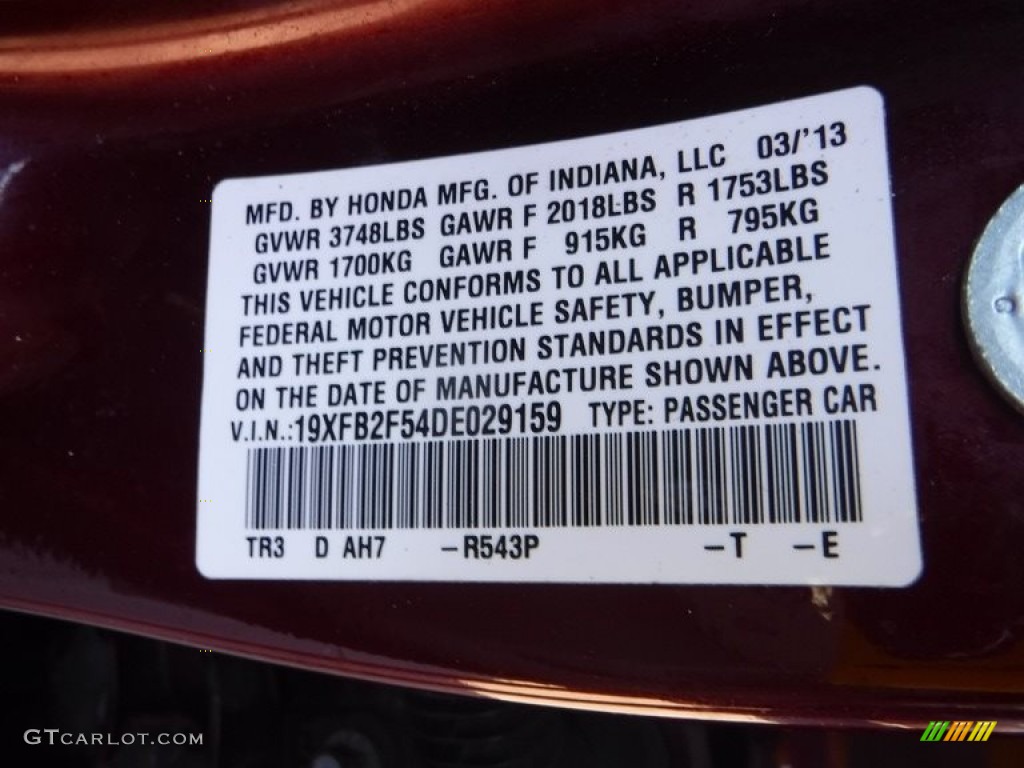 MFD. BY HONDA MFG. OF INDIANA, LLC 03/'13
GVWR 3748LBS GAWR F 2018LBS R 1753LBS
GVWR 1700KG GAWR F 915KG R 795KG
THIS VEHICLE CONFORMS TO ALL APPLICABLE
FEDERAL MOTOR VEHICLE SAFETY, BUMPER,
AND THEFT PREVENTION STANDARDS IN EFFECT
ON THE DATE OF MANUFACTURE SHOWN ABOVE.
V.I.N.:19XFB2F54DE029159 TYPE: PASSENGER CAR
TR3 D AH7 –R543P –T –E
GTCARLOT.COM